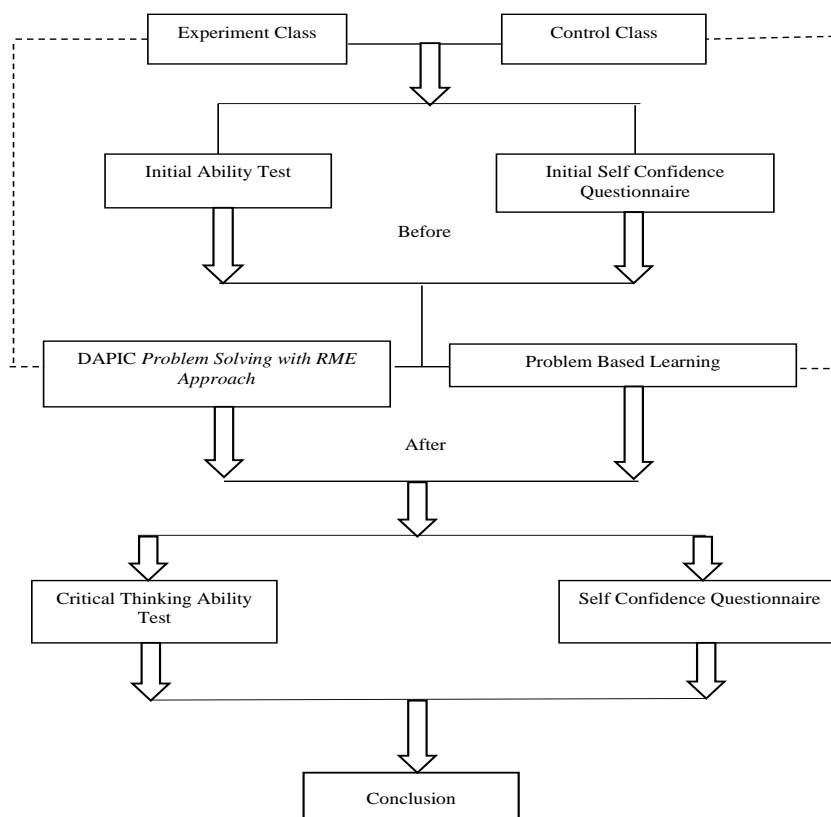 Experiment Class
Control Class
Initial Ability Test
Initial Self Confidence
Questionnaire
Before
DAPIC Problem Solving with RME
Approach
Problem Based Learning
After
Critical Thinking Ability
Test
Self Confidence Questionnaire
Conclusion